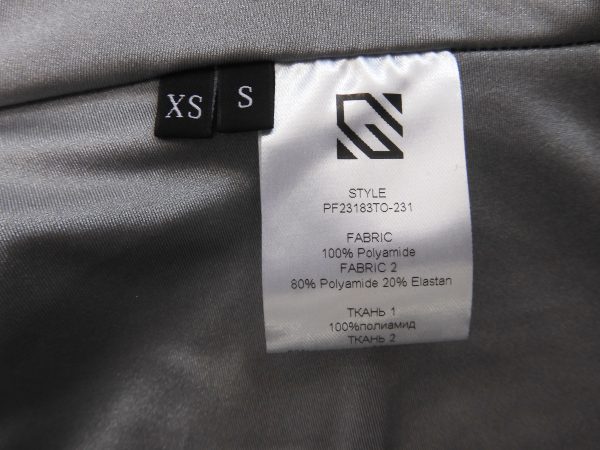 XS
S
STYLE
PF23183TO-231
FABRIC
100% Polyamide
FABRIC 2
80% Polyamide 20% Elastan
ТКАНЬ 1
100%полиамид
ТКАНЬ 2